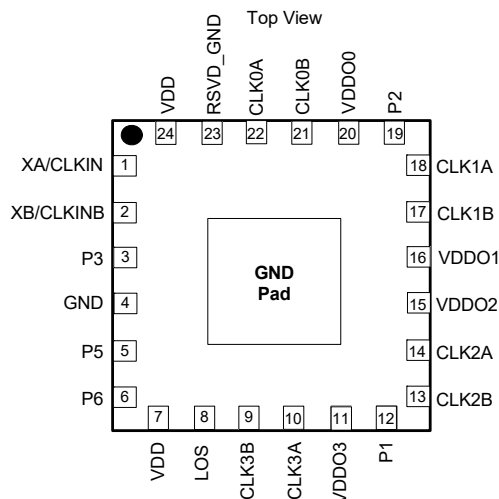 Top View
VDD
RSVD_GND
CLK0A
CLK0B
VDDO0
P2
24
23
22
21
20
19
XA/CLKIN
1
18
CLK1A
XB/CLKINB
2
17
CLK1B
P3
3
16
VDDO1
GND
4
15
VDDO2
P5
5
14
CLK2A
P6
6
13
CLK2B
GND
Pad
7
8
9
10
11
12
VDD
LOS
CLK3B
CLK3A
VDDO3
P1